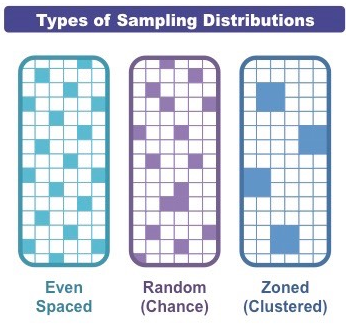 Types of Sampling Distributions
Even
Spaced
Random
(Chance)
Zoned
(Clustered)